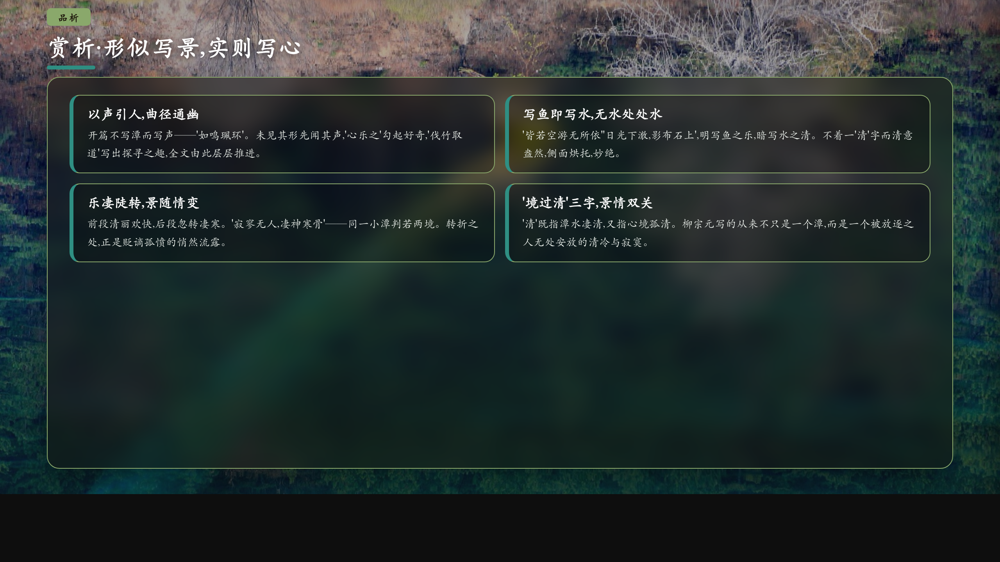 品析
赏析·形似写景,实则写心
以声引人,曲径通幽
开篇不写潭而写声——'如鸣珮环'。未见其形先闻其声,'心乐之'勾起好奇,'伐竹取
道'写出探寻之趣,全文由此层层推进。
写鱼即写水,无水处处水
'皆若空游无所依''日光下澈,影布石上',明写鱼之乐,暗写水之清。不着一'清'字而清意
盎然,侧面烘托,妙绝。
乐凄陡转,景随情变
前段清丽欢快,后段忽转凄寒。'寂寥无人,凄神寒骨'——同一小潭判若两境。转折之
处,正是贬谪孤愤的悄然流露。
'境过清'三字,景情双关
'清'既指潭水凄清,又指心境孤清。柳宗元写的从来不只是一个潭,而是一个被放逐之
人无处安放的清冷与寂寞。